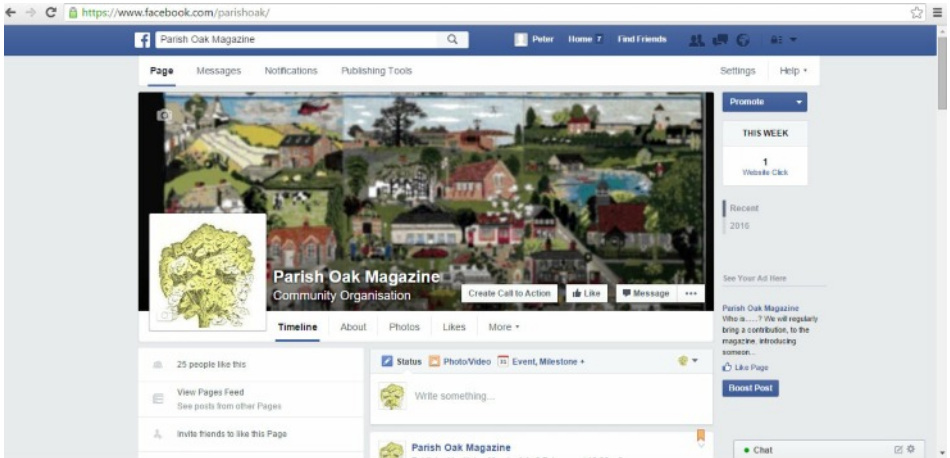 https://www.facebook.com/parishoak/
Parish Oak Magazine
Peter Home 7 Find Friends
Page Messages Notifications Publishing Tools Settings Help
Promote
THIS WEEK
1
Website Click
Recent
2016
Parish Oak Magazine
Community Organisation
Create Call to Action Like Message •••
Timeline About Photos Likes More
See Your Ad Here
Parish Oak Magazine
Who is.....? We will regularly
bring a contribution, to the
magazine, introducing
someon...
Like Page
Boost Post
25 people like this
View Pages Feed
See posts from other Pages
Invite friends to like this Page
Status Photo/Video 31 Event, Milestone +
Write something...
Parish Oak Magazine
Chat